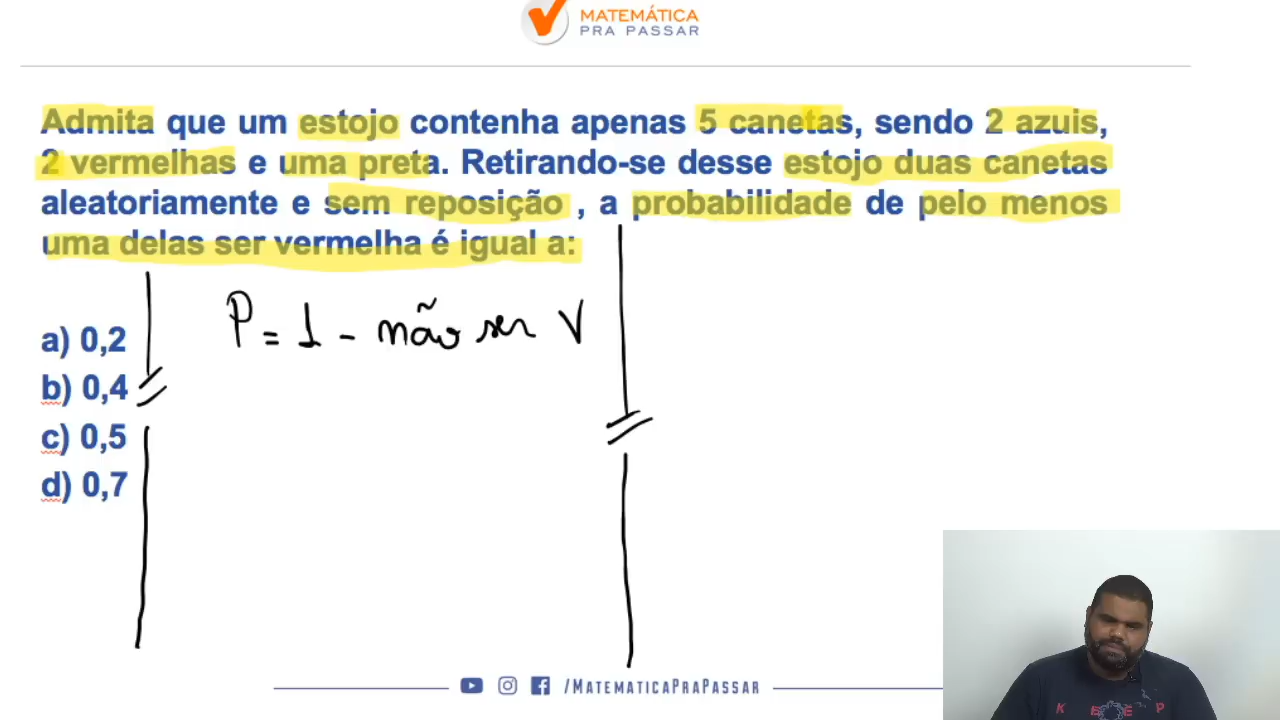 MATEMÁTICA
PRA PASSAR
Admita que um estojo contenha apenas 5 canetas, sendo 2 azuis,
2 vermelhas e uma preta. Retirando-se desse estojo duas canetas
aleatoriamente e sem reposição , a probabilidade de pelo menos
uma delas ser vermelha é igual a:
P = 1 - não ser V
a) 0,2
b) 0,4
c) 0,5
d) 0,7
/MATEMATICAPRAPASSAR
K E E P